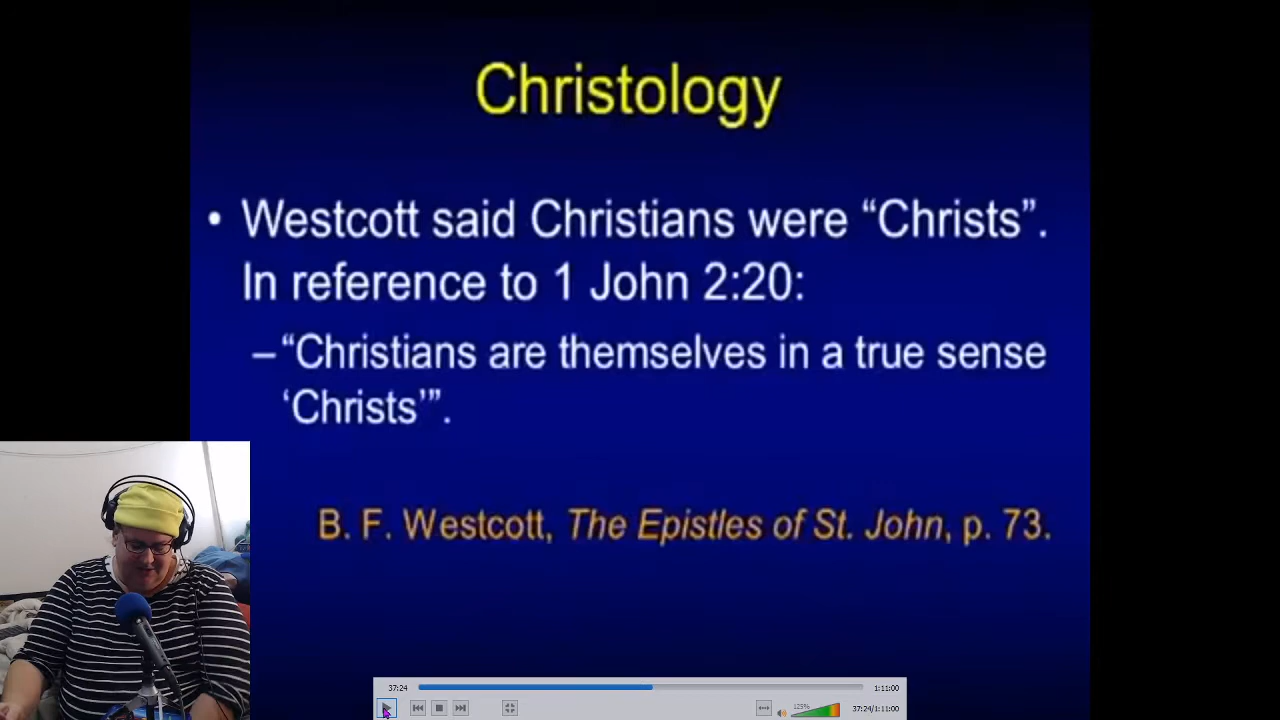 Christology
• Westcott said Christians were “Christs”.
In reference to 1 John 2:20:
– “Christians are themselves in a true sense
‘Christs’”.
B. F. Westcott, The Epistles of St. John, p. 73.
37:24 1:11:00
125% 37:24/1:11:00